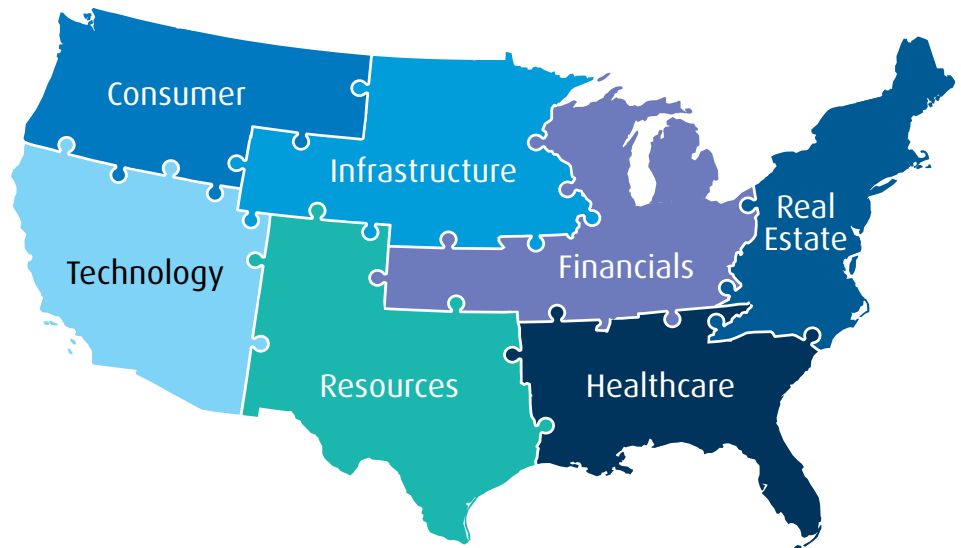 Consumer
Infrastructure
Real
Estate
Financials
Technology
Resources
Healthcare